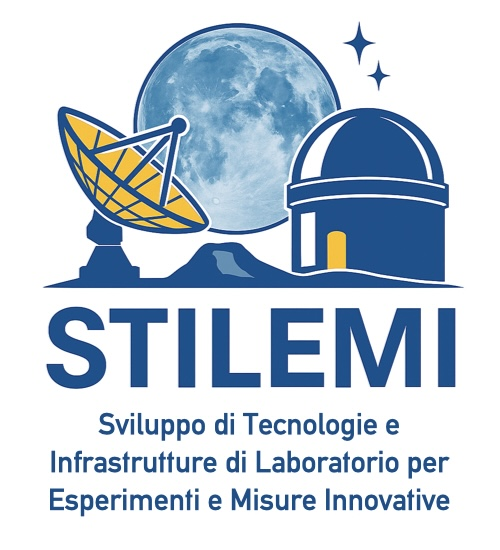 STILEMI
Sviluppo di Tecnologie e
Infrastrutture di Laboratorio per
Esperimenti e Misure Innovative